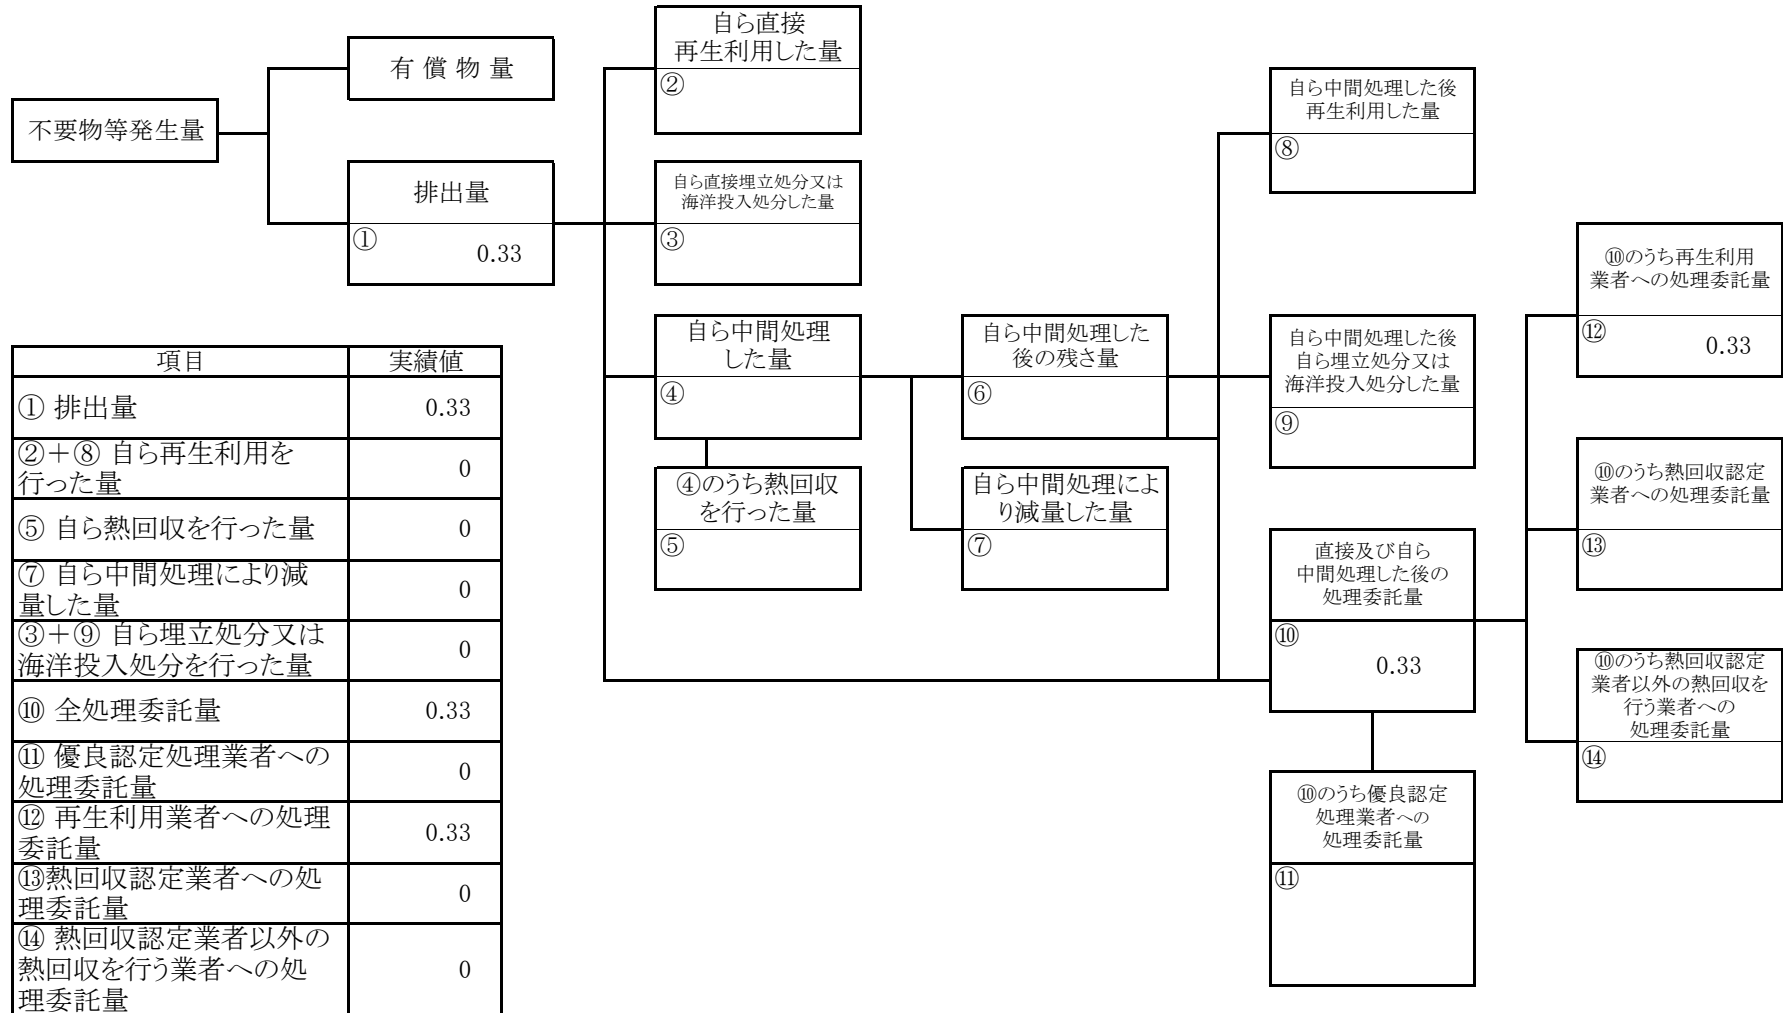 不要物等発生量
有 償 物 量
排出量
①
0.33
自ら直接
再生利用した量
②
自ら直接埋立処分又は
海洋投入処分した量
③
自ら中間処理
した量
④
④のうち熱回収
を行った量
⑤
自ら中間処理した
後の残さ量
⑥
自ら中間処理によ
り減量した量
⑦
自ら中間処理した後
再生利用した量
⑧
自ら中間処理した後
自ら埋立処分又は
海洋投入処分した量
⑨
直接及び自ら
中間処理した後の
処理委託量
⑩
0.33
⑩のうち優良認定
処理業者への
処理委託量
⑪
⑩のうち再生利用
業者への処理委託量
⑫
0.33
⑩のうち熱回収認定
業者への処理委託量
⑬
⑩のうち熱回収認定
業者以外の熱回収を
行う業者への
処理委託量
⑭
項目 実績値
① 排出量 0.33
②＋⑧ 自ら再生利用を
行った量 0
⑤ 自ら熱回収を行った量 0
⑦ 自ら中間処理により減
量した量 0
③＋⑨ 自ら埋立処分又は
海洋投入処分を行った量 0
⑩ 全処理委託量 0.33
⑪ 優良認定処理業者への
処理委託量 0
⑫ 再生利用業者への処理
委託量 0.33
⑬熱回収認定業者への処
理委託量 0
⑭ 熱回収認定業者以外の
熱回収を行う業者への処
理委託量 0